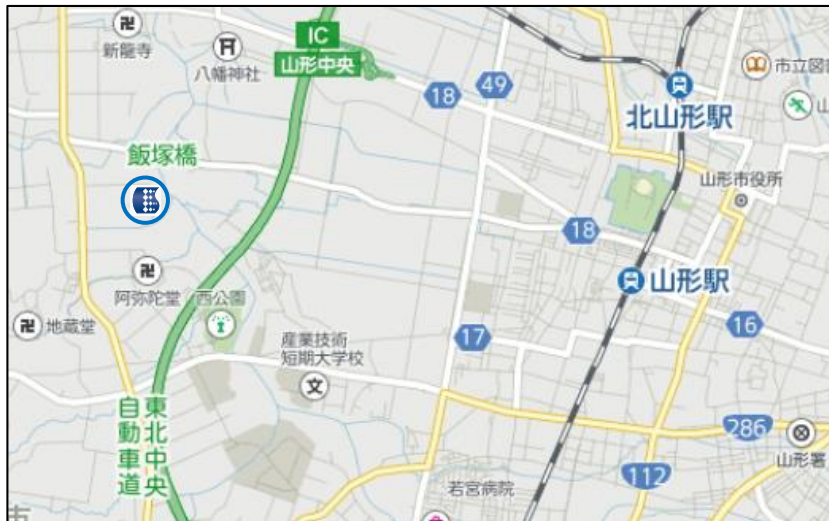 新龍寺
八幡神社
IC
山形中央
18
49
北山形駅
市立図
山
飯塚橋
山形市役所
18
山形駅
阿弥陀堂
西公園
地蔵堂
産業技術
短期大学校
文
17
16
東北中央
自動車道
286
112
山形署
若宮病院
市